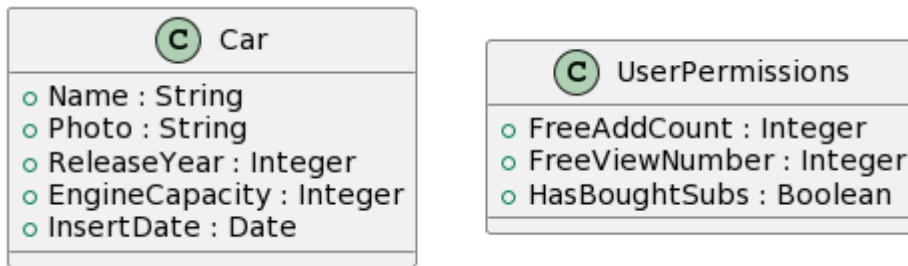 C Car
Name : String
Photo : String
ReleaseYear : Integer
EngineCapacity : Integer
InsertDate : Date
C UserPermissions
FreeAddCount : Integer
FreeViewNumber : Integer
HasBoughtSubs : Boolean